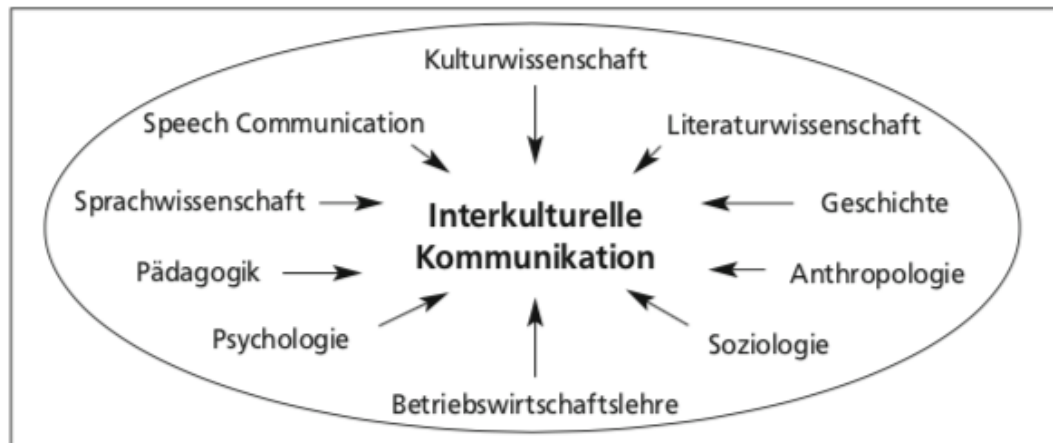 Kulturwissenschaft
Speech Communication
Literaturwissenschaft
Sprachwissenschaft
Interkulturelle
Kommunikation
Geschichte
Pädagogik
Anthropologie
Psychologie
Soziologie
Betriebswirtschaftslehre